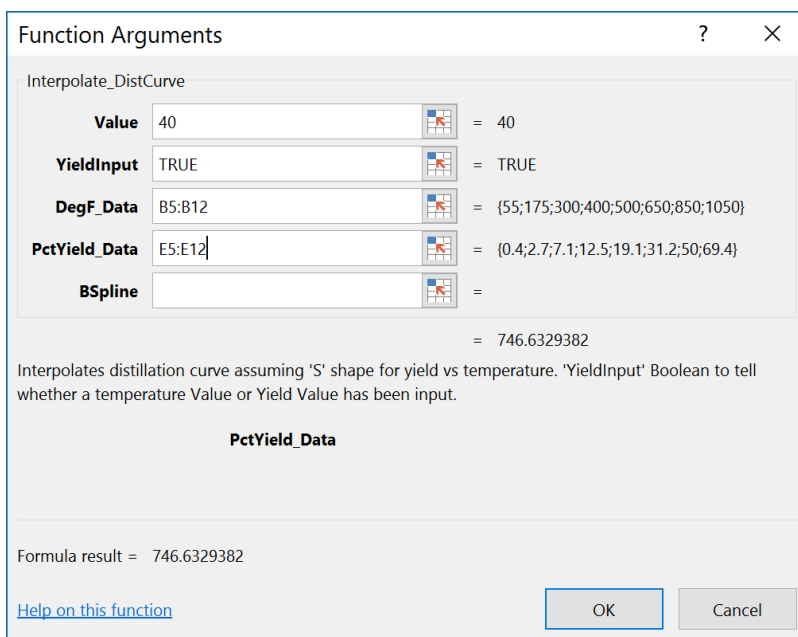 Function Arguments ? ×
Interpolate_DistCurve
Value 40 = 40
YieldInput TRUE = TRUE
DegF_Data B5:B12 = {55;175;300;400;500;650;850;1050}
PctYield_Data E5:E12 = {0.4;2.7;7.1;12.5;19.1;31.2;50;69.4}
BSpline =
= 746.6329382
Interpolates distillation curve assuming 'S' shape for yield vs temperature. 'YieldInput' Boolean to tell
whether a temperature Value or Yield Value has been input.
PctYield_Data
Formula result = 746.6329382
Help on this function OK Cancel